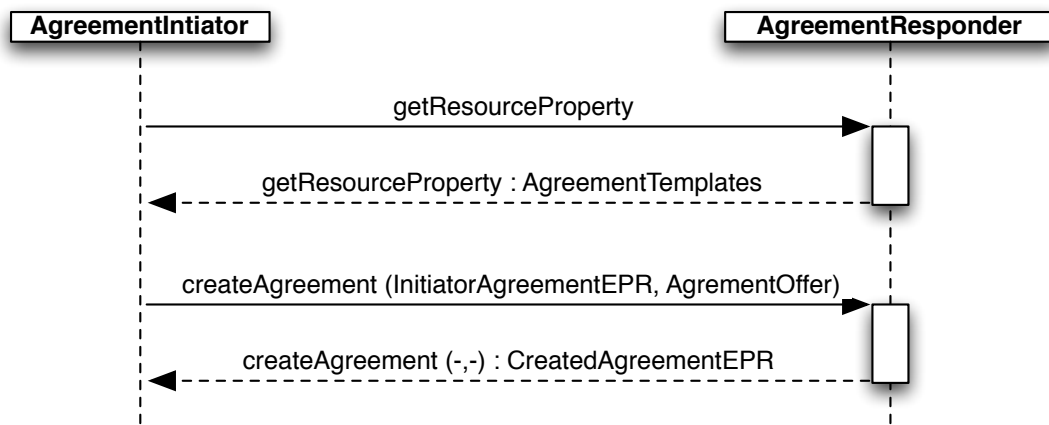 AgreementIntiator
AgreementResponder
getResourceProperty
getResourceProperty : AgreementTemplates
createAgreement (InitiatorAgreementEPR, AgrementOffer)
createAgreement (-,-) : CreatedAgreementEPR